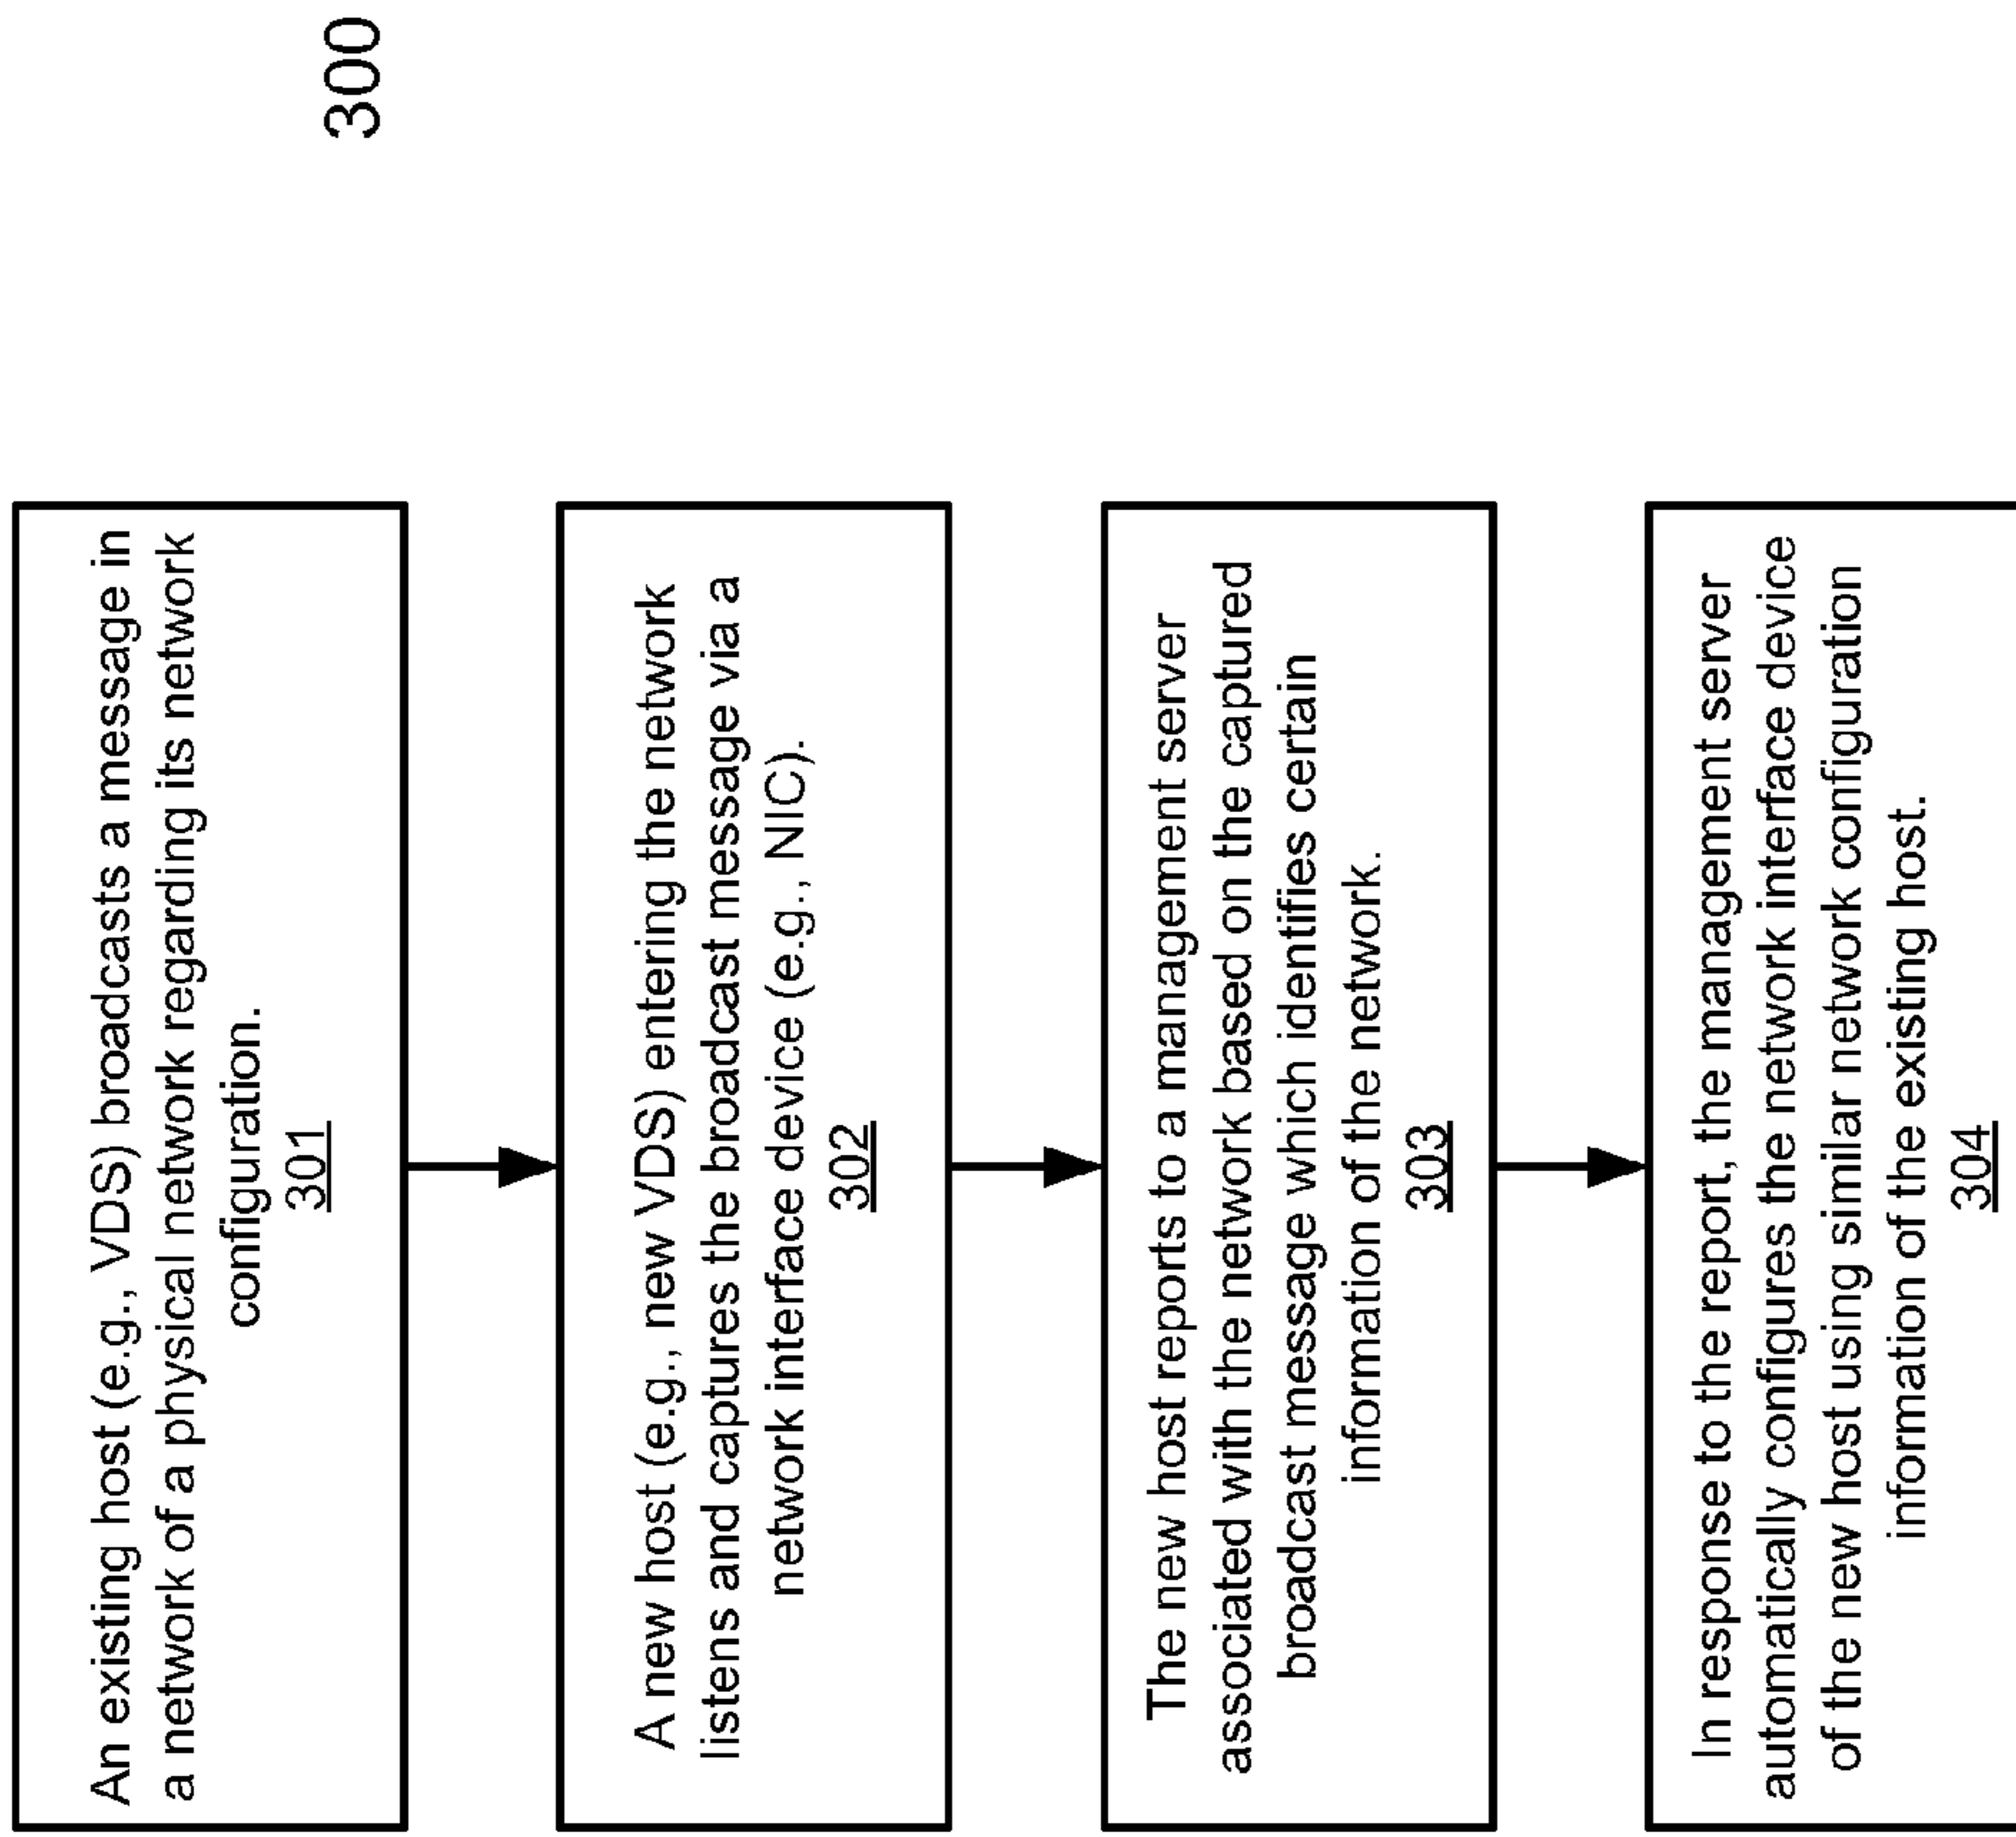 300
An existing host (e.g., VDS) broadcasts a message in
a network of a physical network regarding its network
configuration.
301
A new host (e.g., new VDS) entering the network
listens and captures the broadcast message via a
network interface device (e.g., NIC).
302
The new host reports to a management server
associated with the network based on the captured
broadcast message which identifies certain
information of the network.
303
In response to the report, the management server
automatically configures the network interface device
of the new host using similar network configuration
information of the existing host.
304